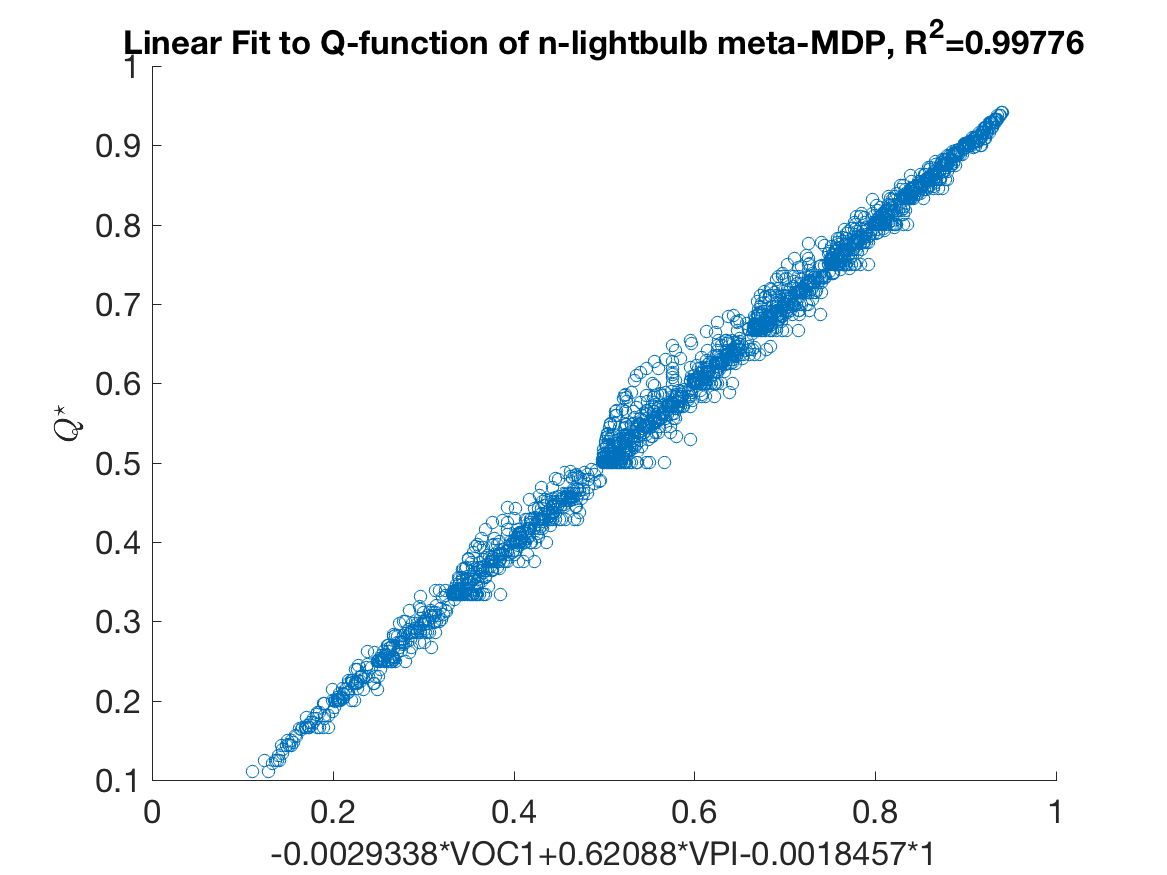 Linear Fit to Q-function of n-lightbulb meta-MDP, R²=0.99776
1
0.9
0.8
0.7
0.6
0.5
0.4
0.3
0.2
0.1
Q⋆
0 0.2 0.4 0.6 0.8 1
-0.0029338*VOC1+0.62088*VPI-0.0018457*1